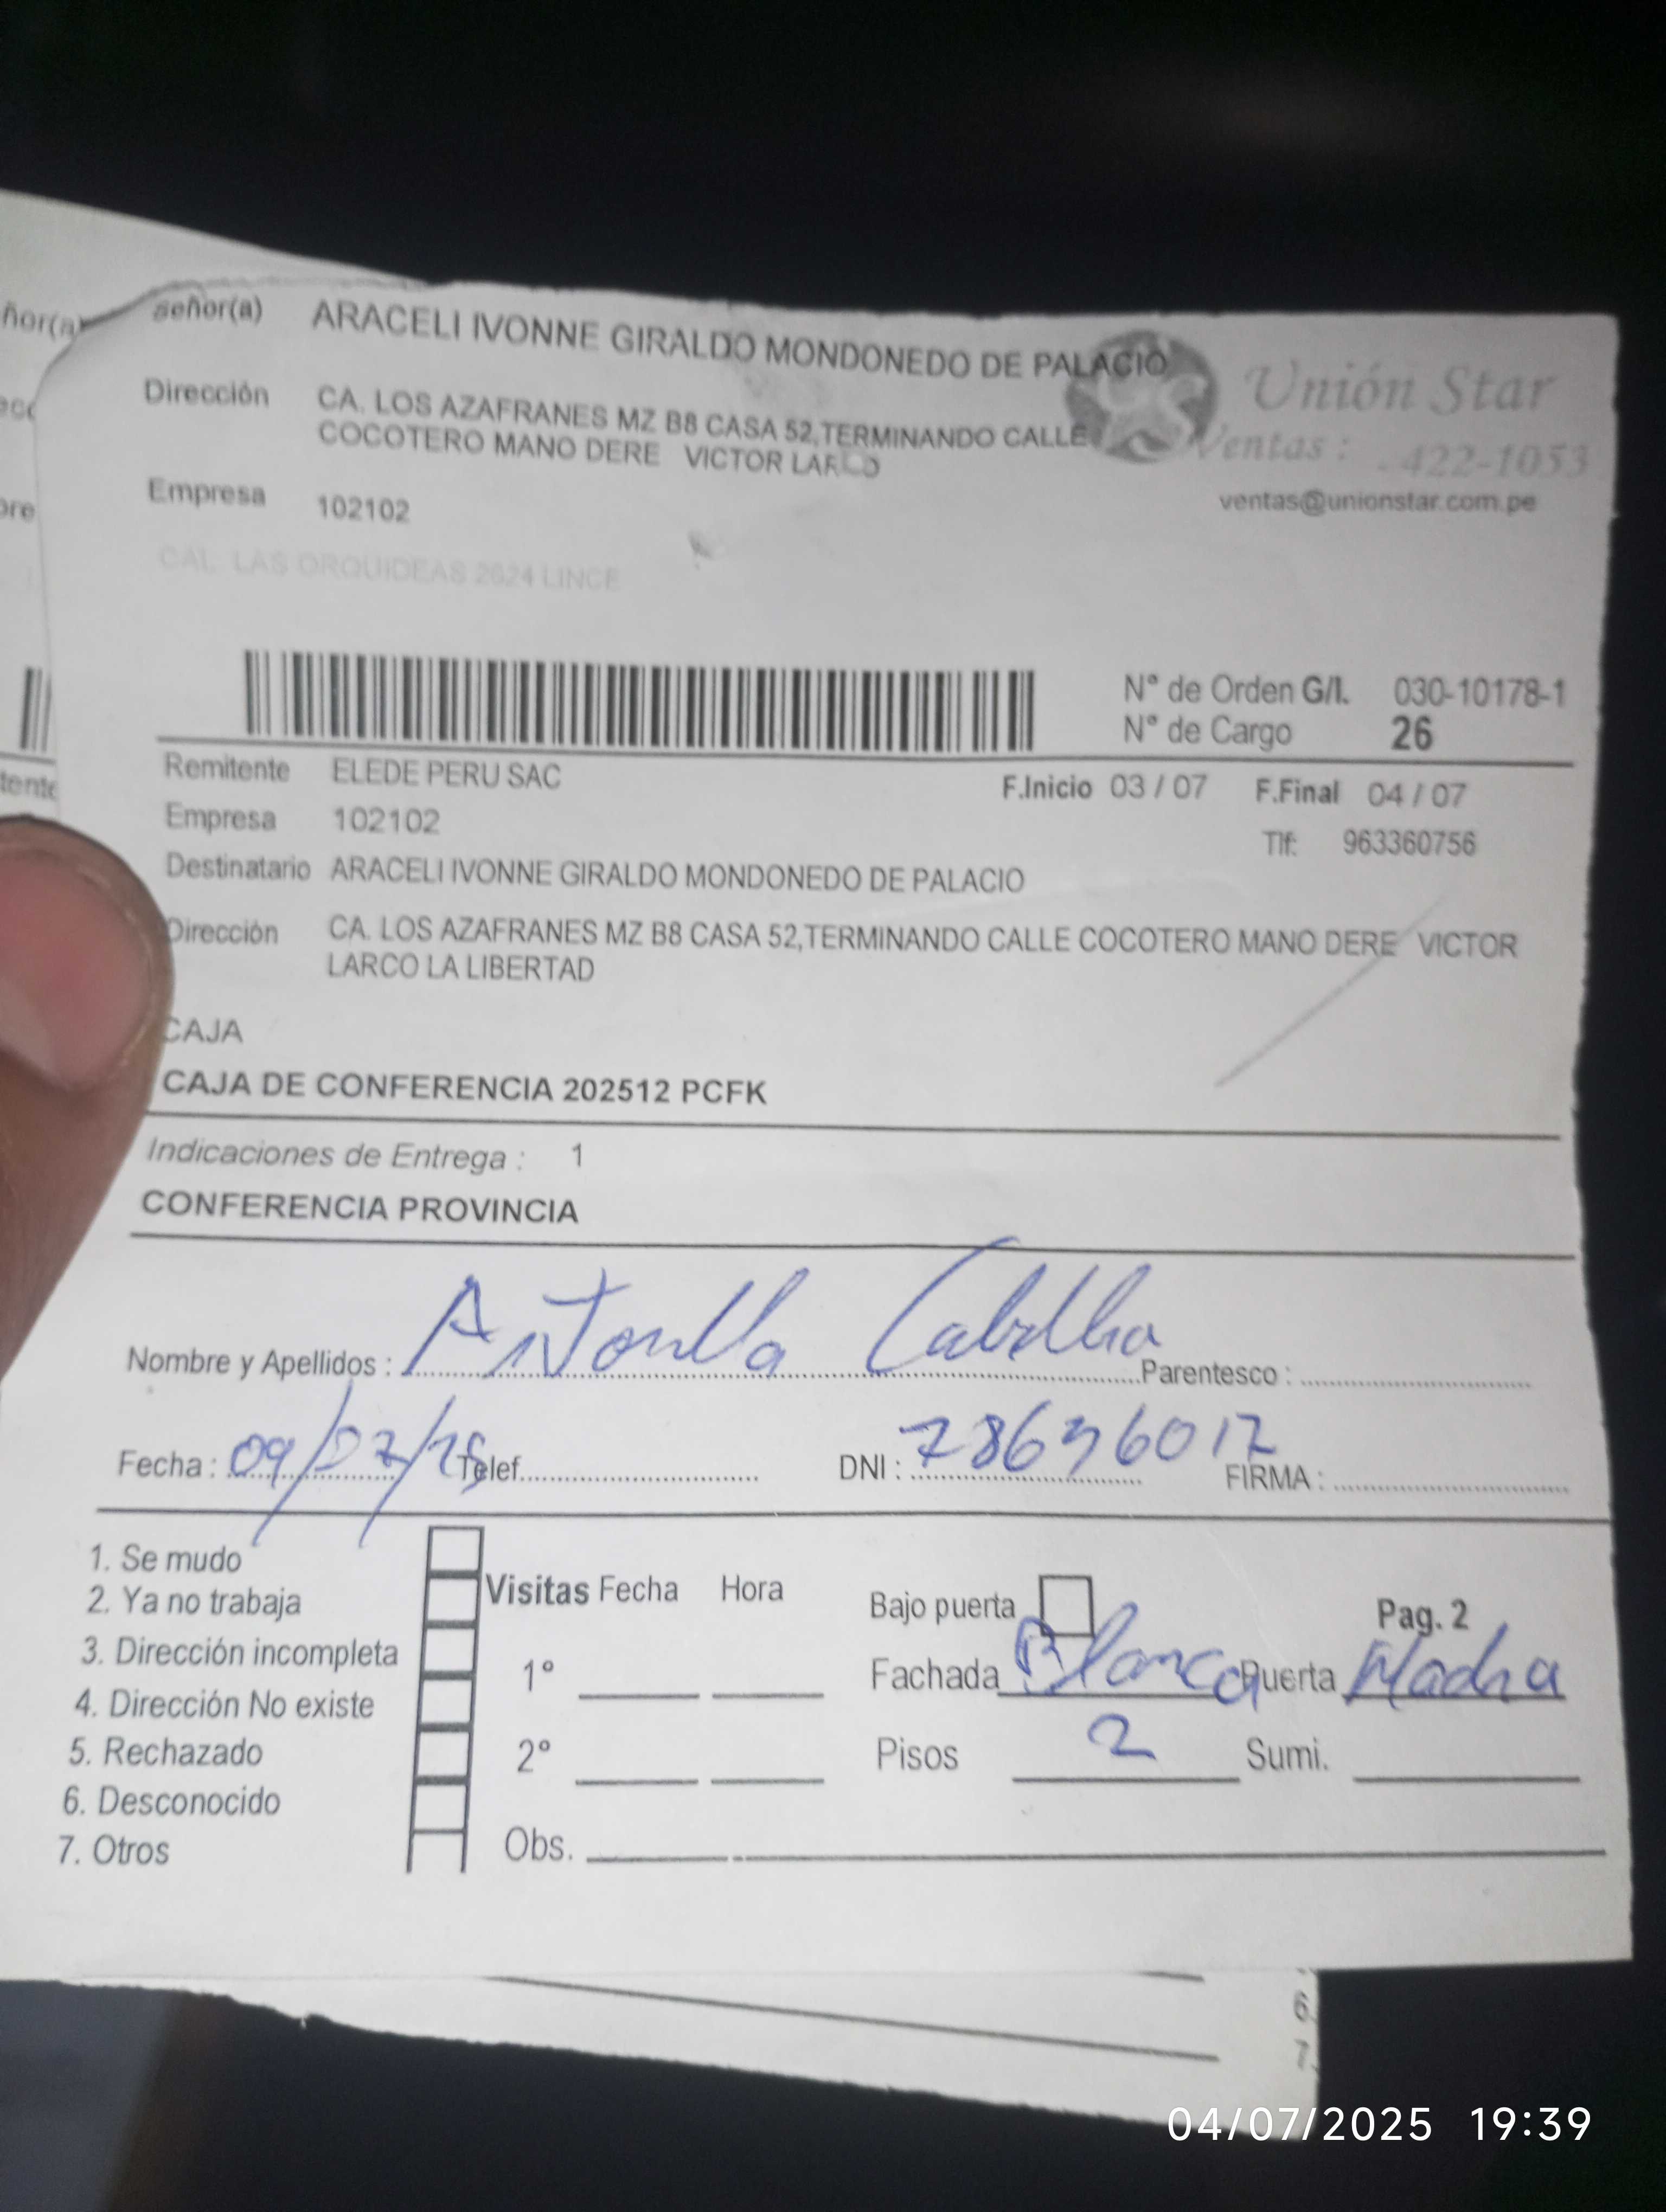 señor(a) ARACELI IVONNE GIRALDO MONDONEDO DE PALACIO
Dirección CA. LOS AZAFRANES MZ B8 CASA 52,TERMINANDO CALLE
COCOTERO MANO DERE VICTOR LARCO
Unión Star
Ventas : 422-1053
ventas@unionstar.com.pe
Empresa 102102
CAL. LAS ORQUIDEAS 2624 LINCE
N° de Orden G/I. 030-10178-1
N° de Cargo 26
Remitente ELEDE PERU SAC F.Inicio 03 / 07 F.Final 04 / 07
Empresa 102102 Tlf: 963360756
Destinatario ARACELI IVONNE GIRALDO MONDONEDO DE PALACIO
Dirección CA. LOS AZAFRANES MZ B8 CASA 52,TERMINANDO CALLE COCOTERO MANO DERE VICTOR
LARCO LA LIBERTAD
CAJA
CAJA DE CONFERENCIA 202512 PCFK
Indicaciones de Entrega : 1
CONFERENCIA PROVINCIA
Nombre y Apellidos : Parentesco :
Fecha : Telef. DNI : FIRMA :
1. Se mudo
2. Ya no trabaja
3. Dirección incompleta
4. Dirección No existe
5. Rechazado
6. Desconocido
7. Otros
Visitas Fecha Hora
1°
2°
Obs.
Bajo puerta Pag. 2
Fachada Blanca Puerta Madra
Pisos 2 Sumi.
6.
7.
04/07/2025 19:39